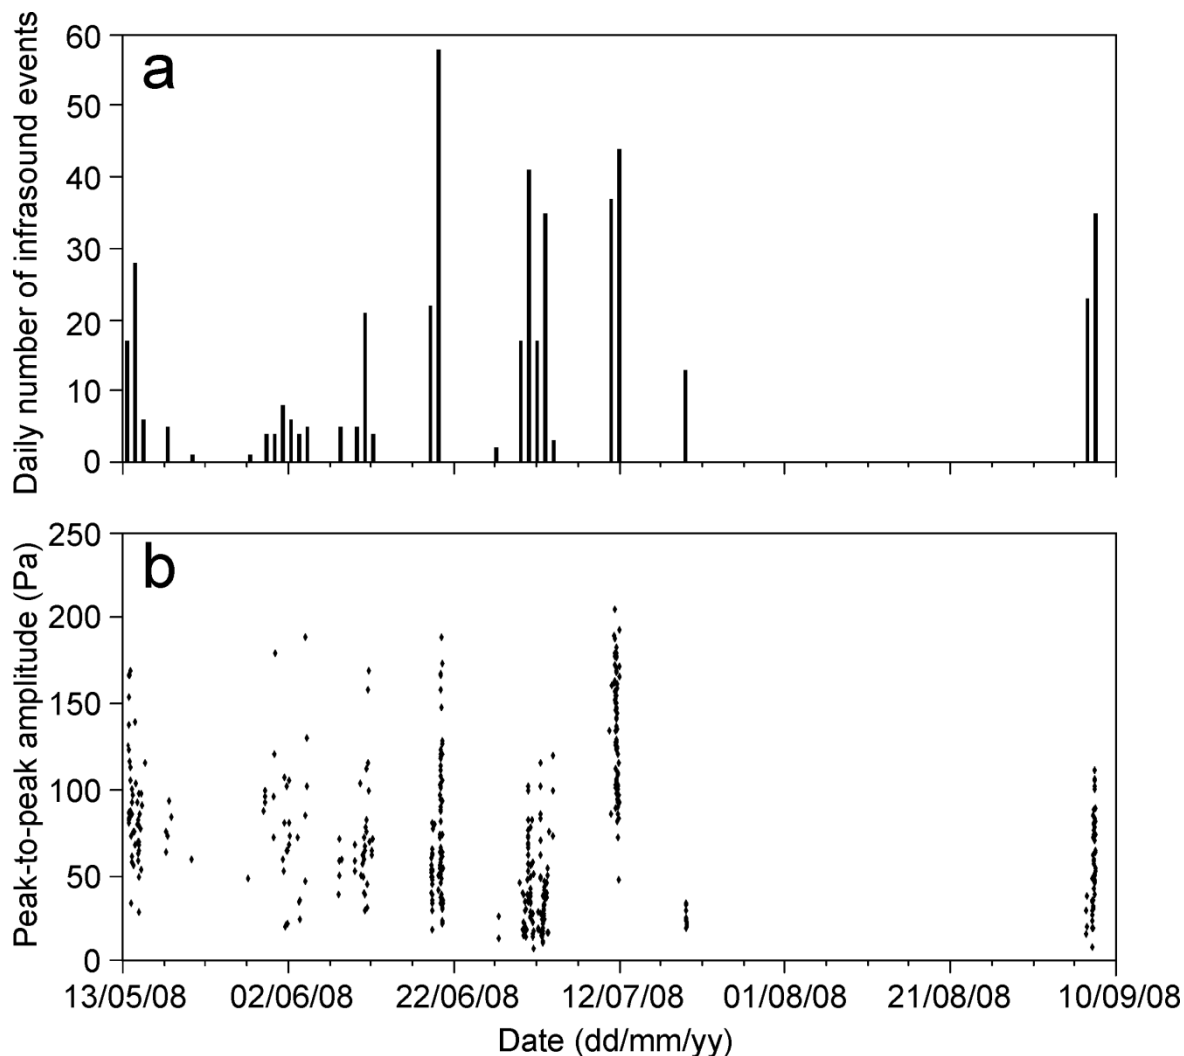 Daily number of infrasound events
60
50
40
30
20
10
0
a
Peak-to-peak amplitude (Pa)
250
200
150
100
50
0
b
13/05/08 02/06/08 22/06/08 12/07/08 01/08/08 21/08/08 10/09/08
Date (dd/mm/yy)